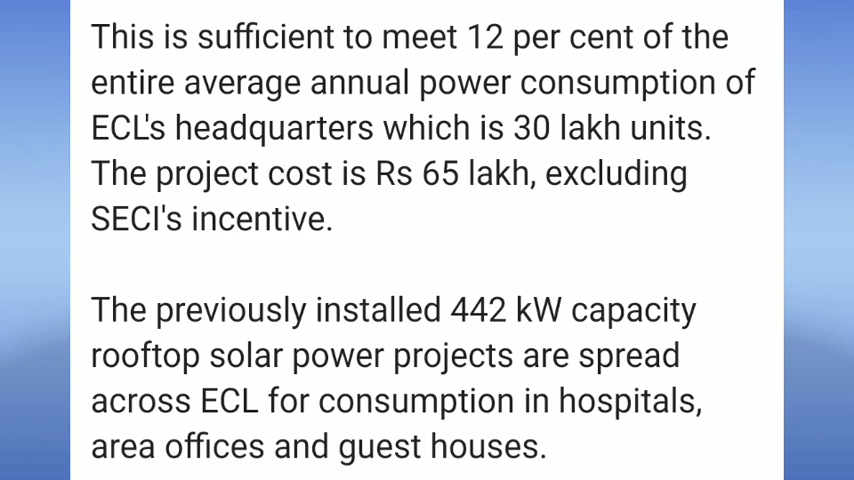 This is sufficient to meet 12 per cent of the
entire average annual power consumption of
ECL's headquarters which is 30 lakh units.
The project cost is Rs 65 lakh, excluding
SECI's incentive.
The previously installed 442 kW capacity
rooftop solar power projects are spread
across ECL for consumption in hospitals,
area offices and guest houses.